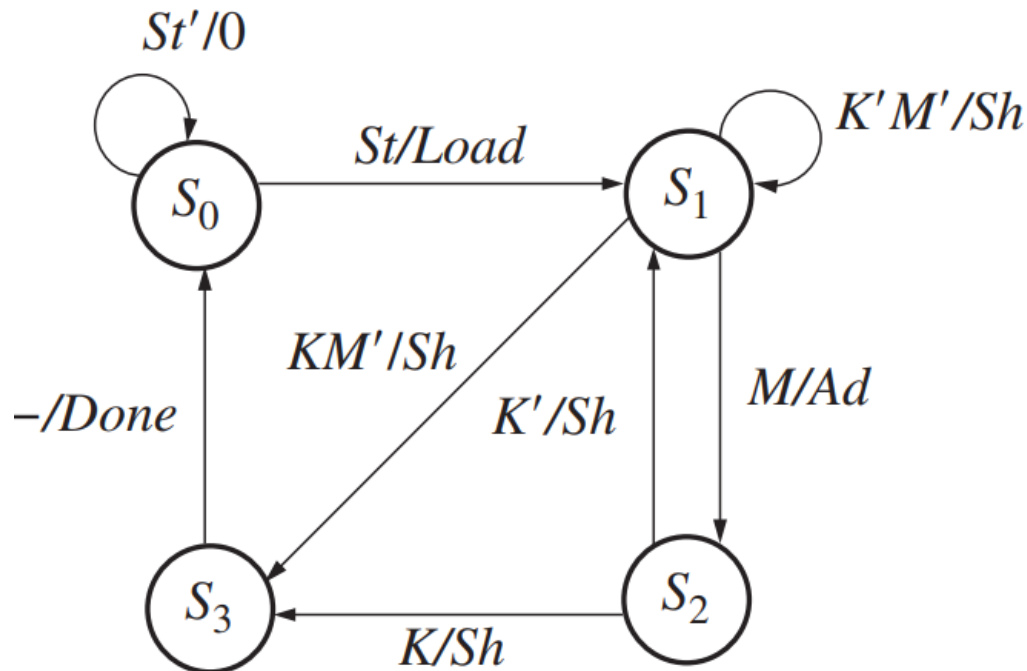 St′/0
K′M′/Sh
St/Load
S₀
S₁
KM′/Sh
K′/Sh
M/Ad
−/Done
S₃
S₂
K/Sh